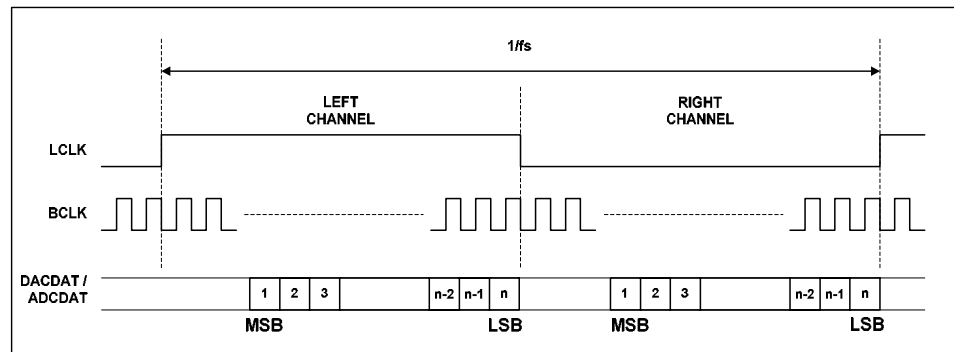 1/fs
LEFT
CHANNEL
RIGHT
CHANNEL
LCLK
BCLK
DACDAT /
ADCDAT
1 2 3 n-2 n-1 n 1 2 3 n-2 n-1 n
MSB LSB MSB LSB